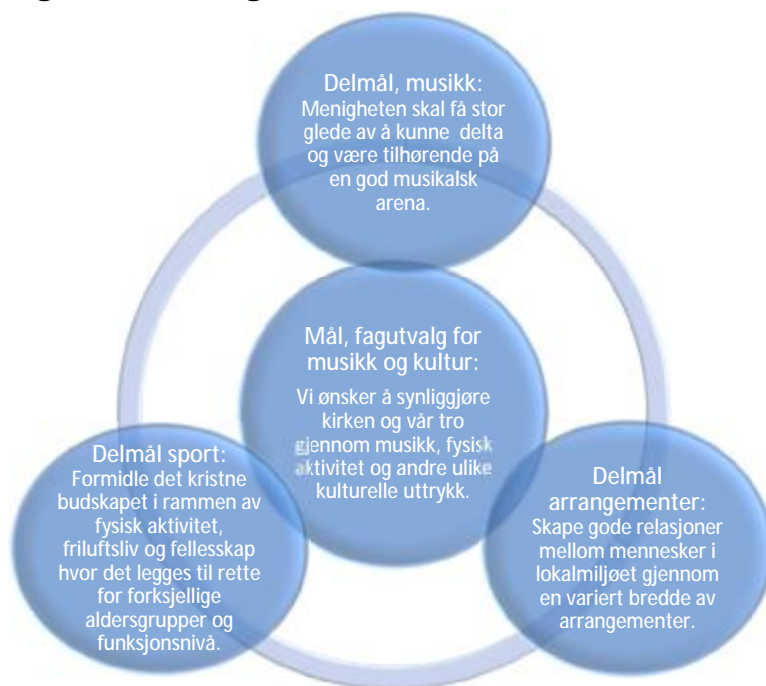 Delmål, musikk:
Menigheten skal få stor
glede av å kunne delta
og være tilhørende på
en god musikalsk
arena.
Mål, fagutvalg for
musikk og kultur:
Vi ønsker å synliggjøre
kirken og vår tro
gjennom musikk, fysisk
aktivitet og andre ulike
kulturelle uttrykk.
Delmål sport:
Formidle det kristne
budskapet i rammen av
fysisk aktivitet,
friluftsliv og fellesskap
hvor det legges til rette
for forksjellige
aldersgrupper og
funksjonsnivå.
Delmål
arrangementer:
Skape gode relasjoner
mellom mennesker i
lokalmiljøet gjennom
en variert bredde av
arrangementer.